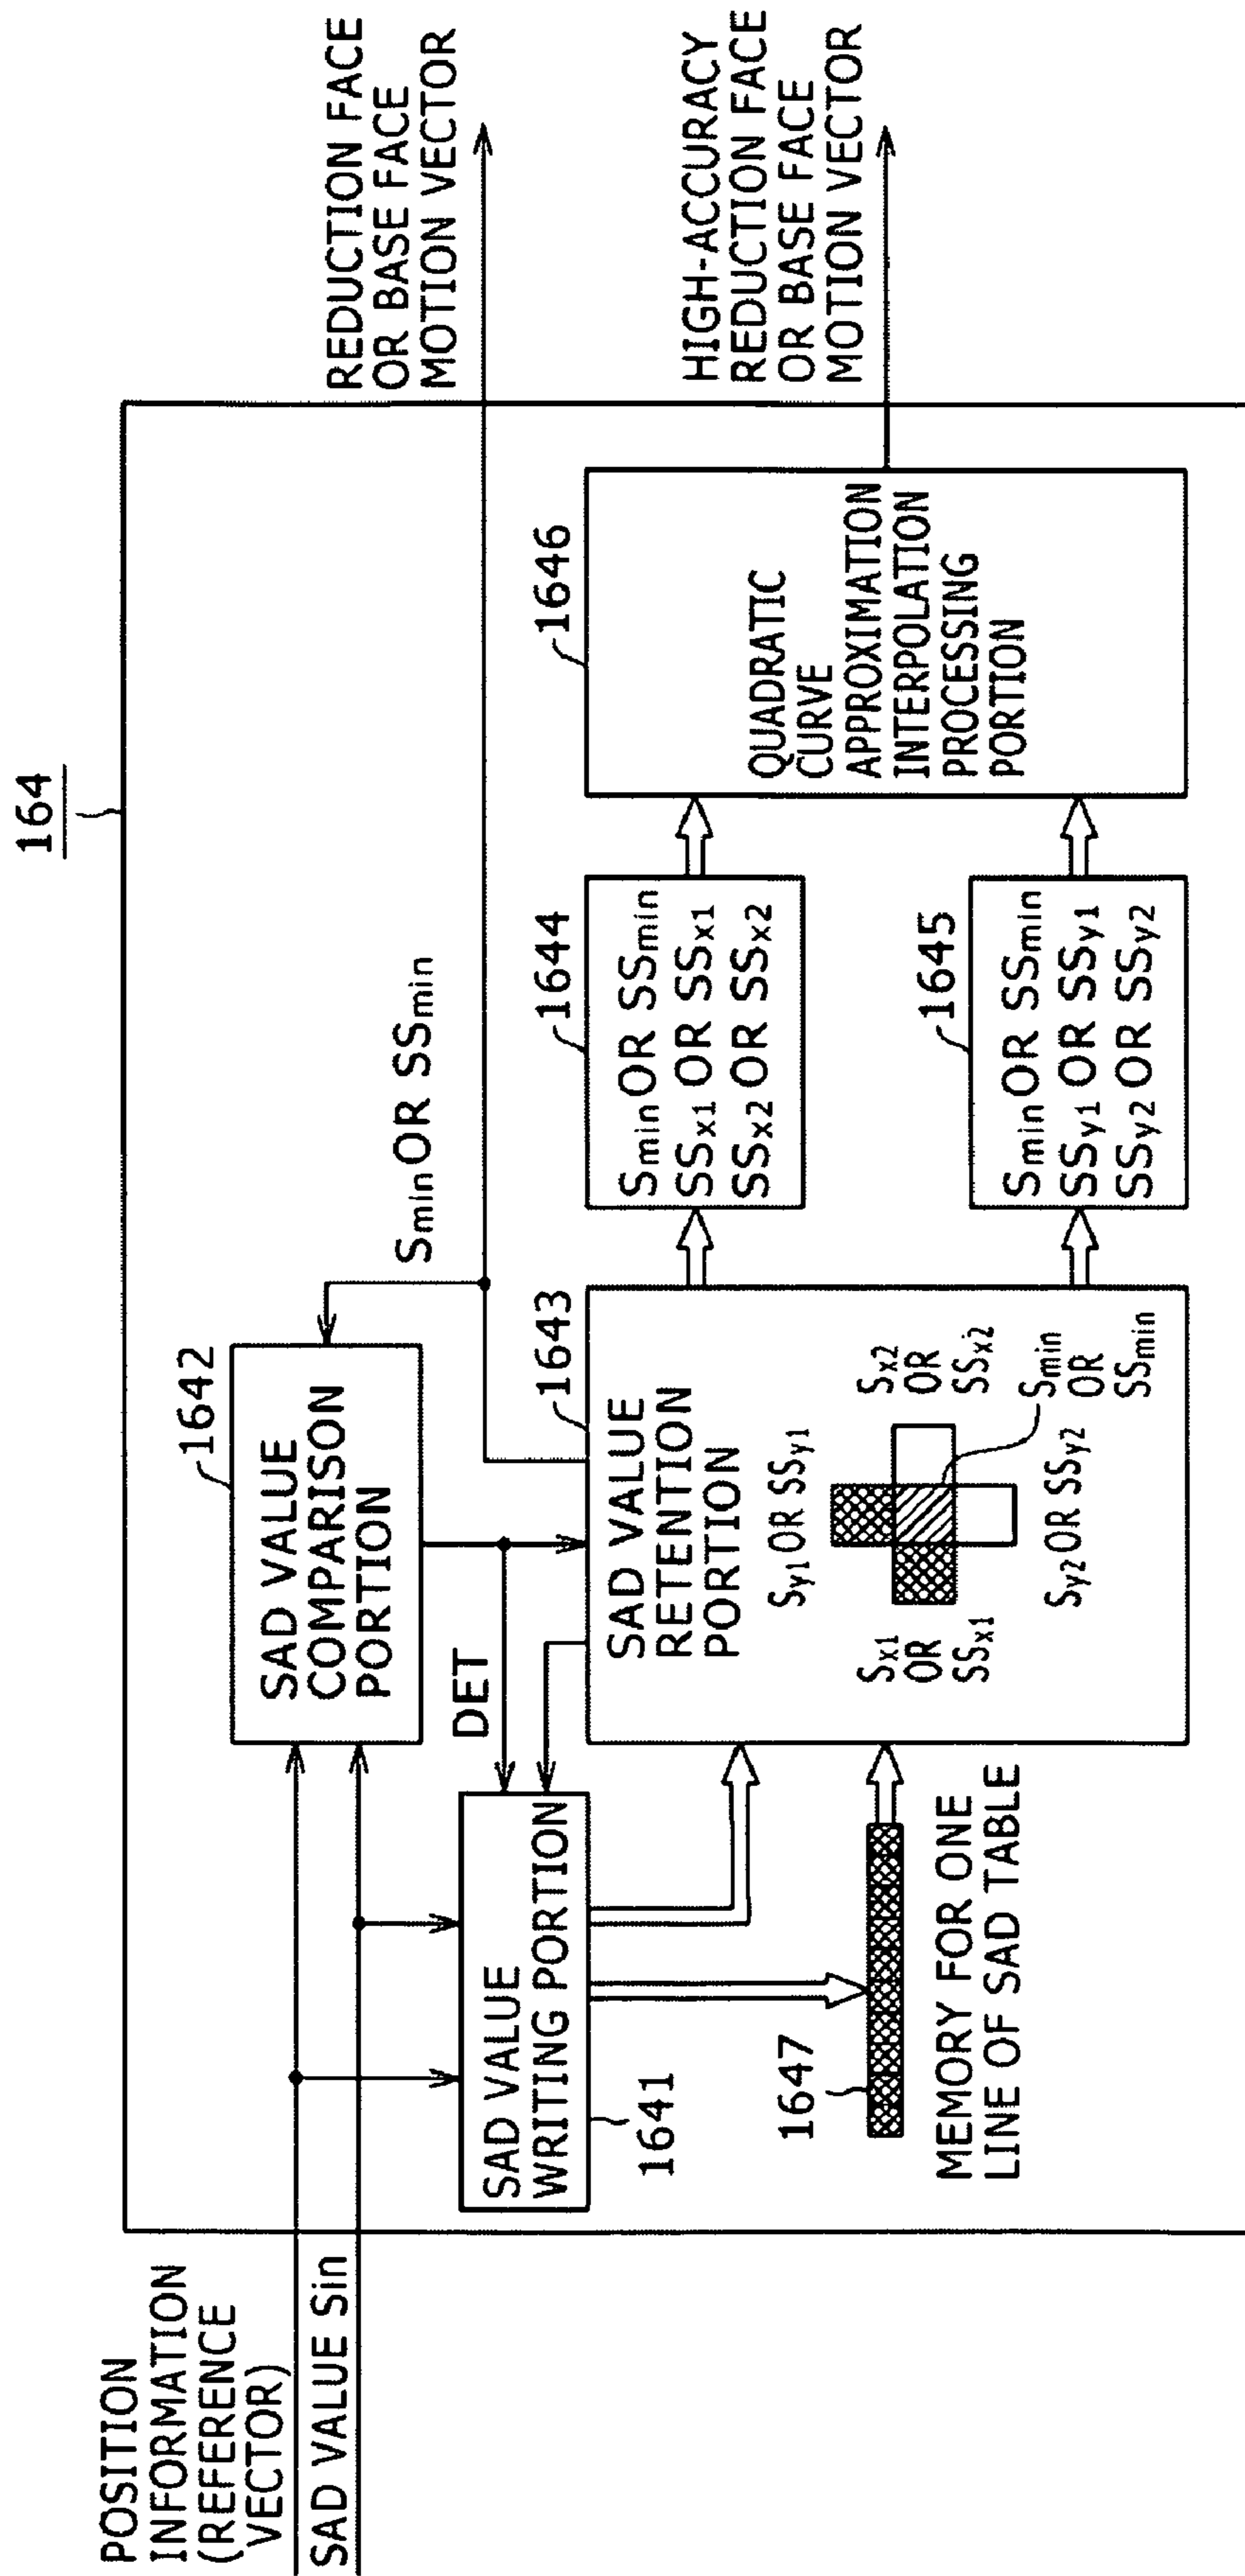 164
POSITION
INFORMATION
(REFERENCE
VECTOR)
SAD VALUE Sin
1642
SAD VALUE
COMPARISON
PORTION
Smin OR SSmin
REDUCTION FACE
OR BASE FACE
MOTION VECTOR
DET
SAD VALUE
WRITING PORTION
1641
1643
SAD VALUE
RETENTION
PORTION
Sy1 OR SSy1
Sx1
OR
SSx1
Sx2
OR
SSx2
Smin
OR
SSmin
Sy2 OR SSy2
1647
MEMORY FOR ONE
LINE OF SAD TABLE
1644
Smin OR SSmin
SSx1 OR SSx1
SSx2 OR SSx2
1645
Smin OR SSmin
SSy1 OR SSy1
SSy2 OR SSy2
1646
QUADRATIC
CURVE
APPROXIMATION
INTERPOLATION
PROCESSING
PORTION
HIGH-ACCURACY
REDUCTION FACE
OR BASE FACE
MOTION VECTOR